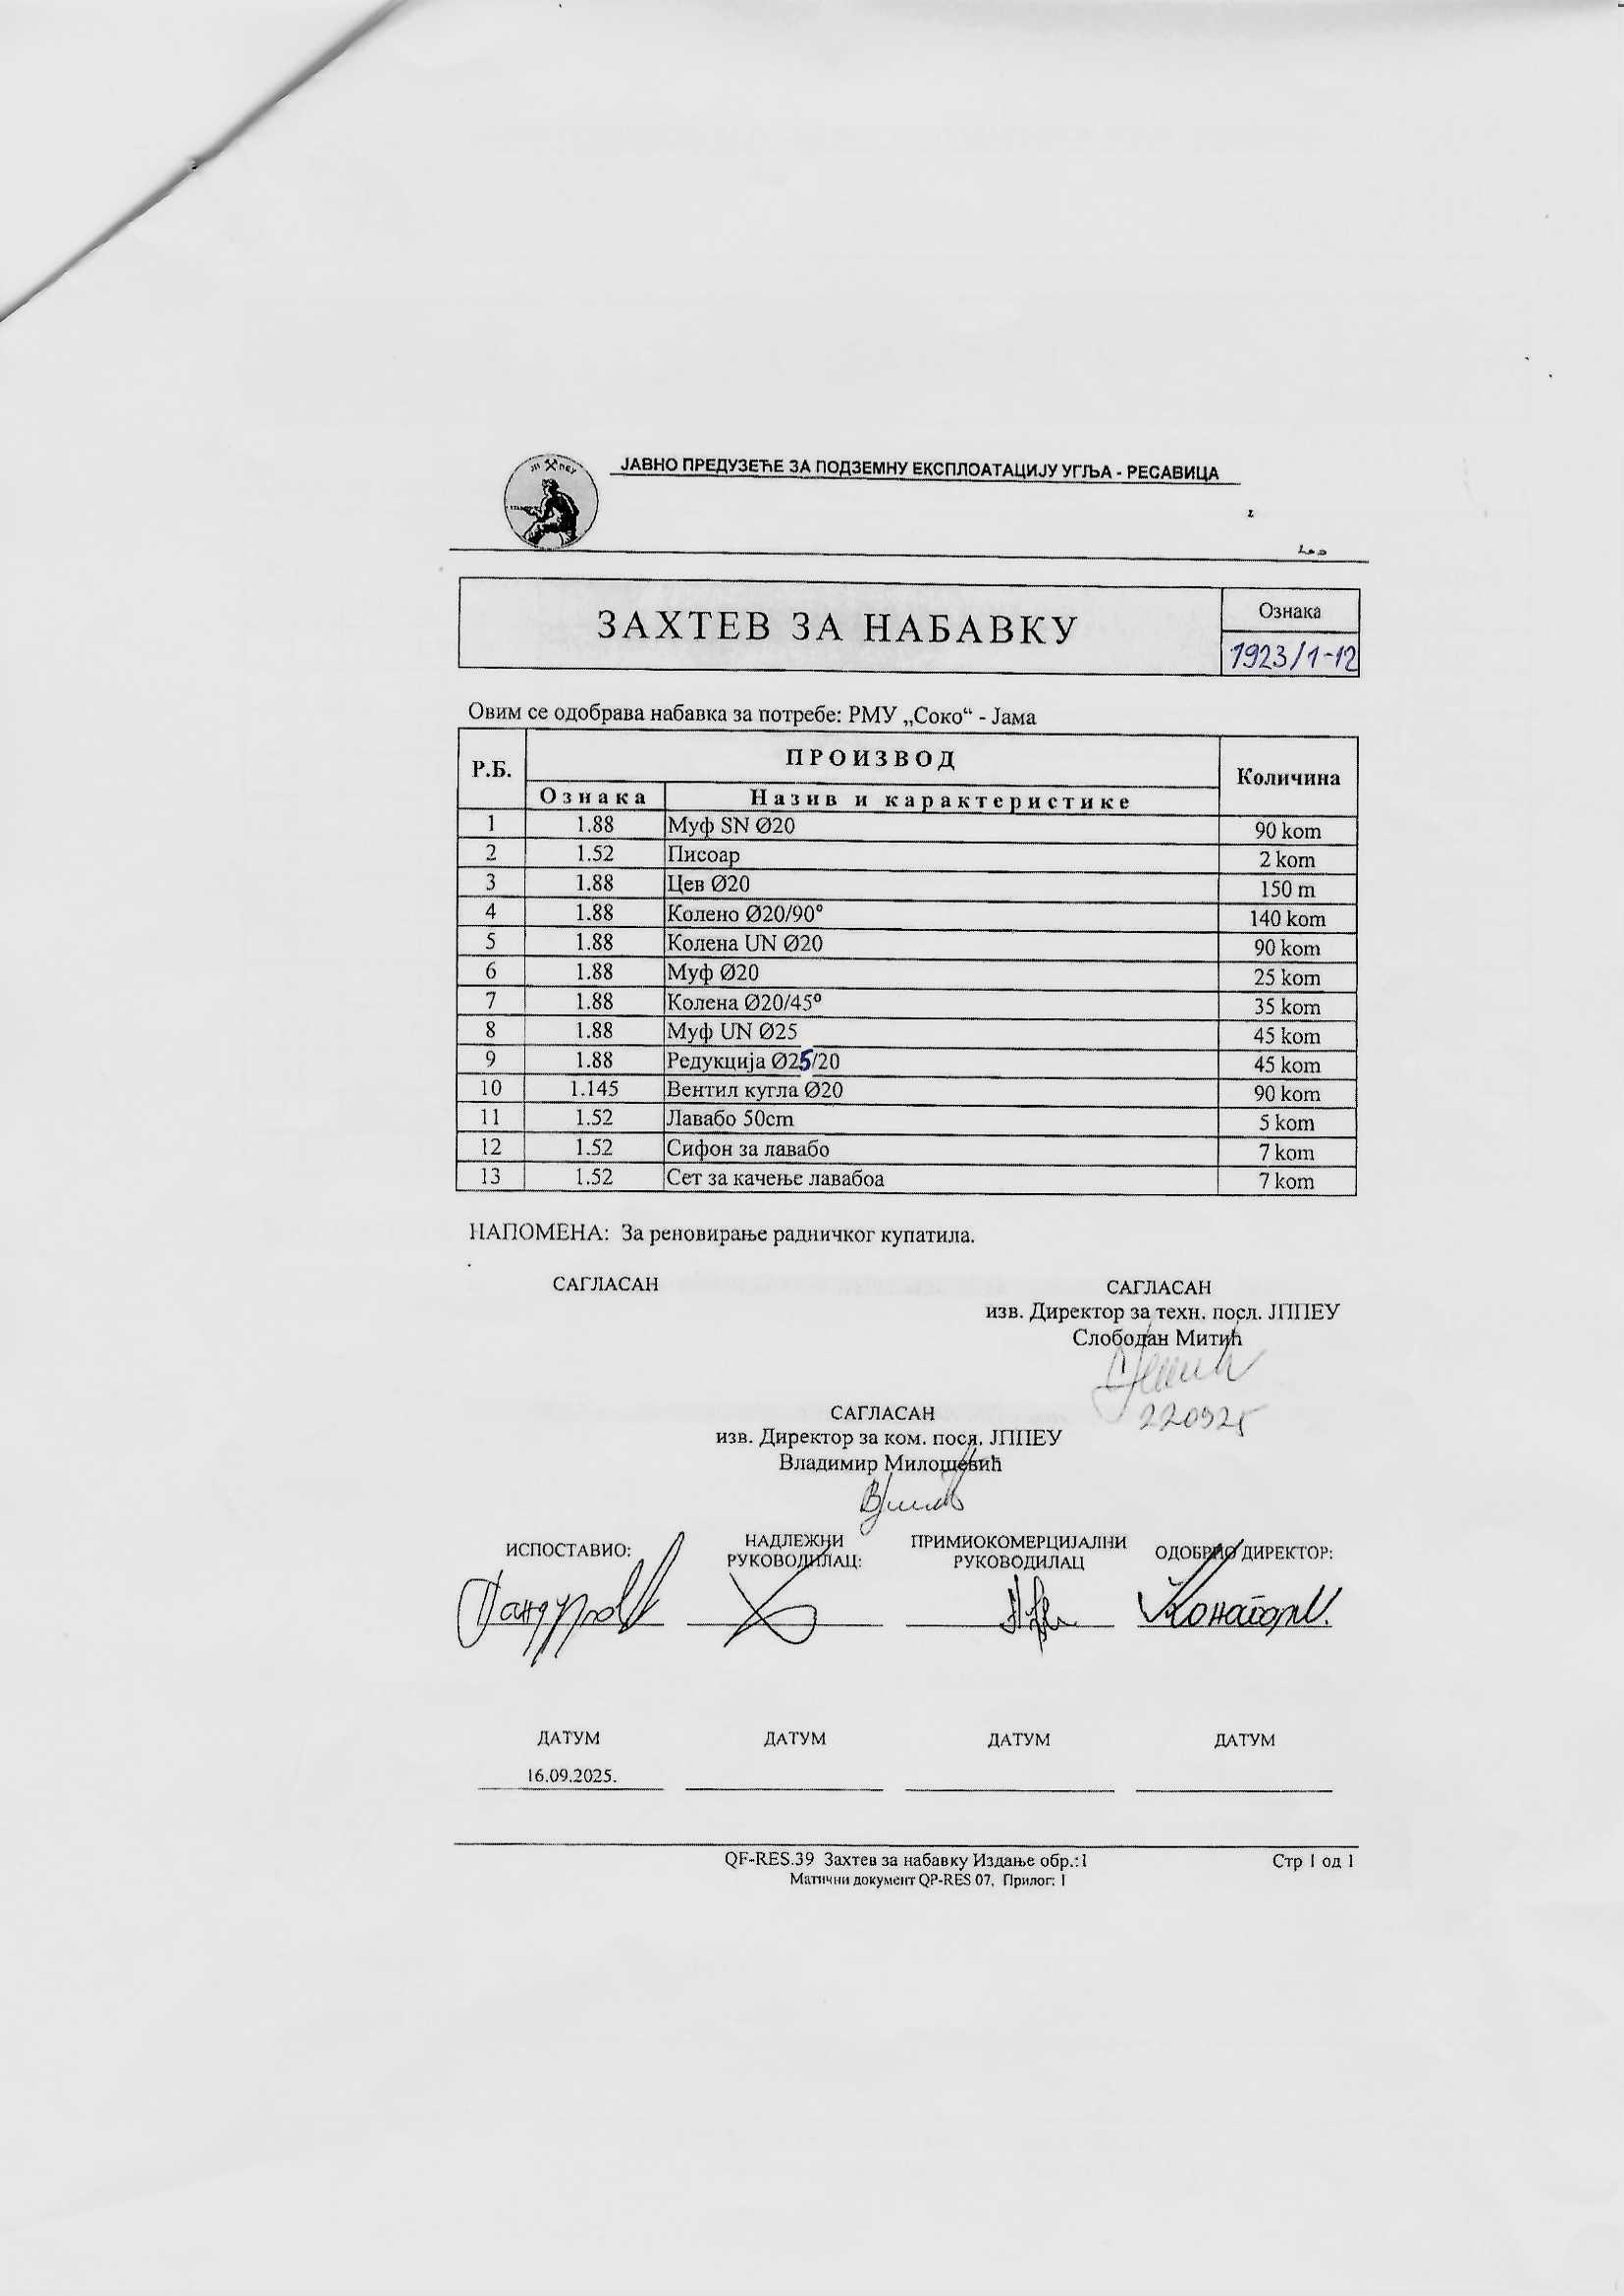 ЈАВНО ПРЕДУЗЕЋЕ ЗА ПОДЗЕМНУ ЕКСПЛОАТАЦИЈУ УГЉА - РЕСАВИЦА
ЗАХТЕВ ЗА НАБАВКУ
Ознака
1923/1-12
Овим се одобрава набавка за потребе: РМУ „Соко“ - Јама
Р.Б. ПРОИЗВОД Количина
Ознака Назив и карактеристике
1 1.88 Муф SN Ø20 90 kom
2 1.52 Писоар 2 kom
3 1.88 Цев Ø20 150 m
4 1.88 Колено Ø20/90° 140 kom
5 1.88 Колена UN Ø20 90 kom
6 1.88 Муф Ø20 25 kom
7 1.88 Колена Ø20/45° 35 kom
8 1.88 Муф UN Ø25 45 kom
9 1.88 Редукција Ø25/20 45 kom
10 1.145 Вентил кугла Ø20 90 kom
11 1.52 Лавабо 50cm 5 kom
12 1.52 Сифон за лавабо 7 kom
13 1.52 Сет за качење лавабоа 7 kom
НАПОМЕНА: За реновирање радничког купатила.
САГЛАСАН
САГЛАСАН
изв. Директор за техн. посл. ЈППЕУ
Слободан Митић
220925
САГЛАСАН
изв. Директор за ком. посл. ЈППЕУ
Владимир Милошевић
ИСПОСТАВИО:
НАДЛЕЖНИ
РУКОВОДИЛАЦ:
ПРИМИОКОМЕРЦИЈАЛНИ
РУКОВОДИЛАЦ
ОДОБРИО ДИРЕКТОР:
ДАТУМ ДАТУМ ДАТУМ ДАТУМ
16.09.2025.
QF-RES.39 Захтев за набавку Издање обр.:1 Стр 1 од 1
Матични документ QP-RES 07. Прилог: 1